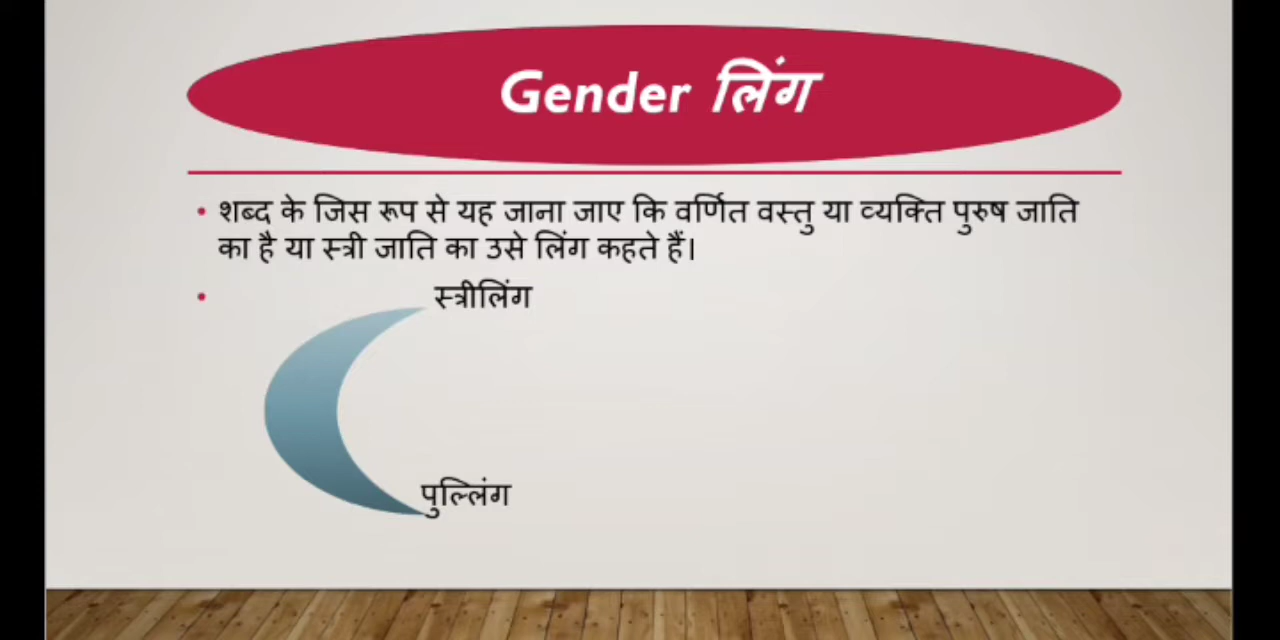 Gender लिंग
शब्द के जिस रूप से यह जाना जाए कि वर्णित वस्तु या व्यक्ति पुरुष जाति
का है या स्त्री जाति का उसे लिंग कहते हैं।
स्त्रीलिंग
पुल्लिंग